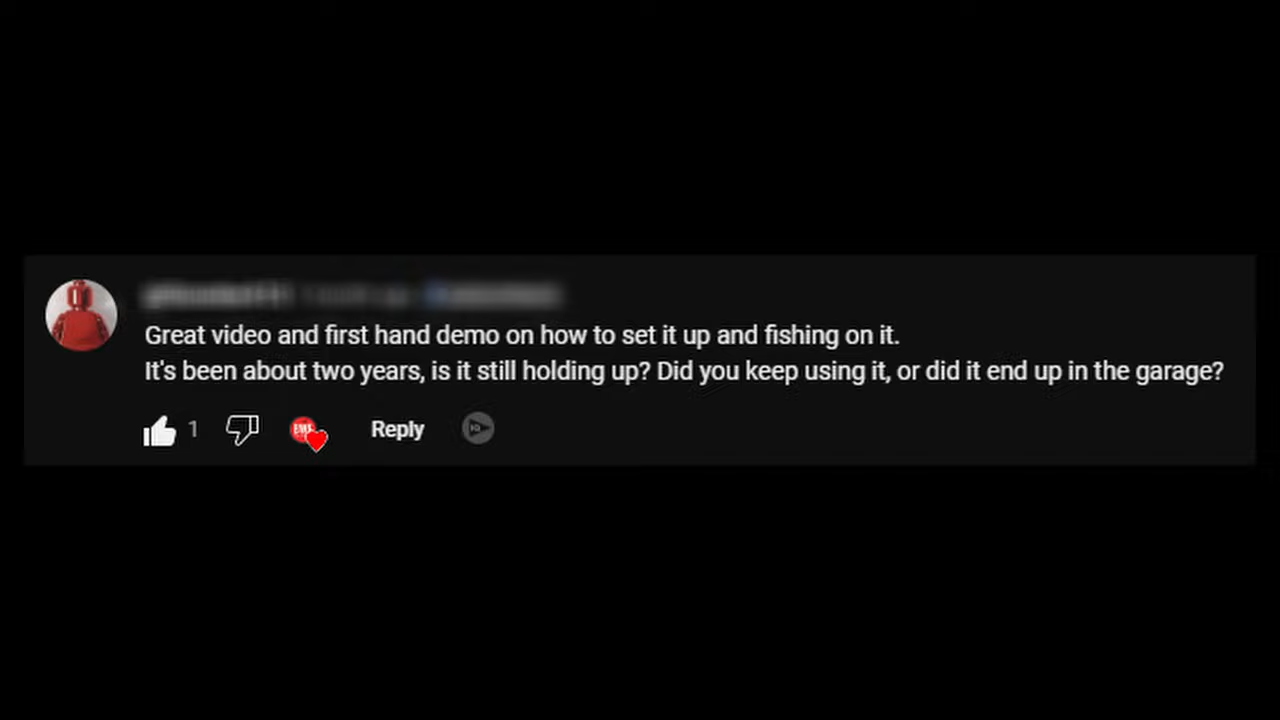 Great video and first hand demo on how to set it up and fishing on it.
It's been about two years, is it still holding up? Did you keep using it, or did it end up in the garage?
1 Reply